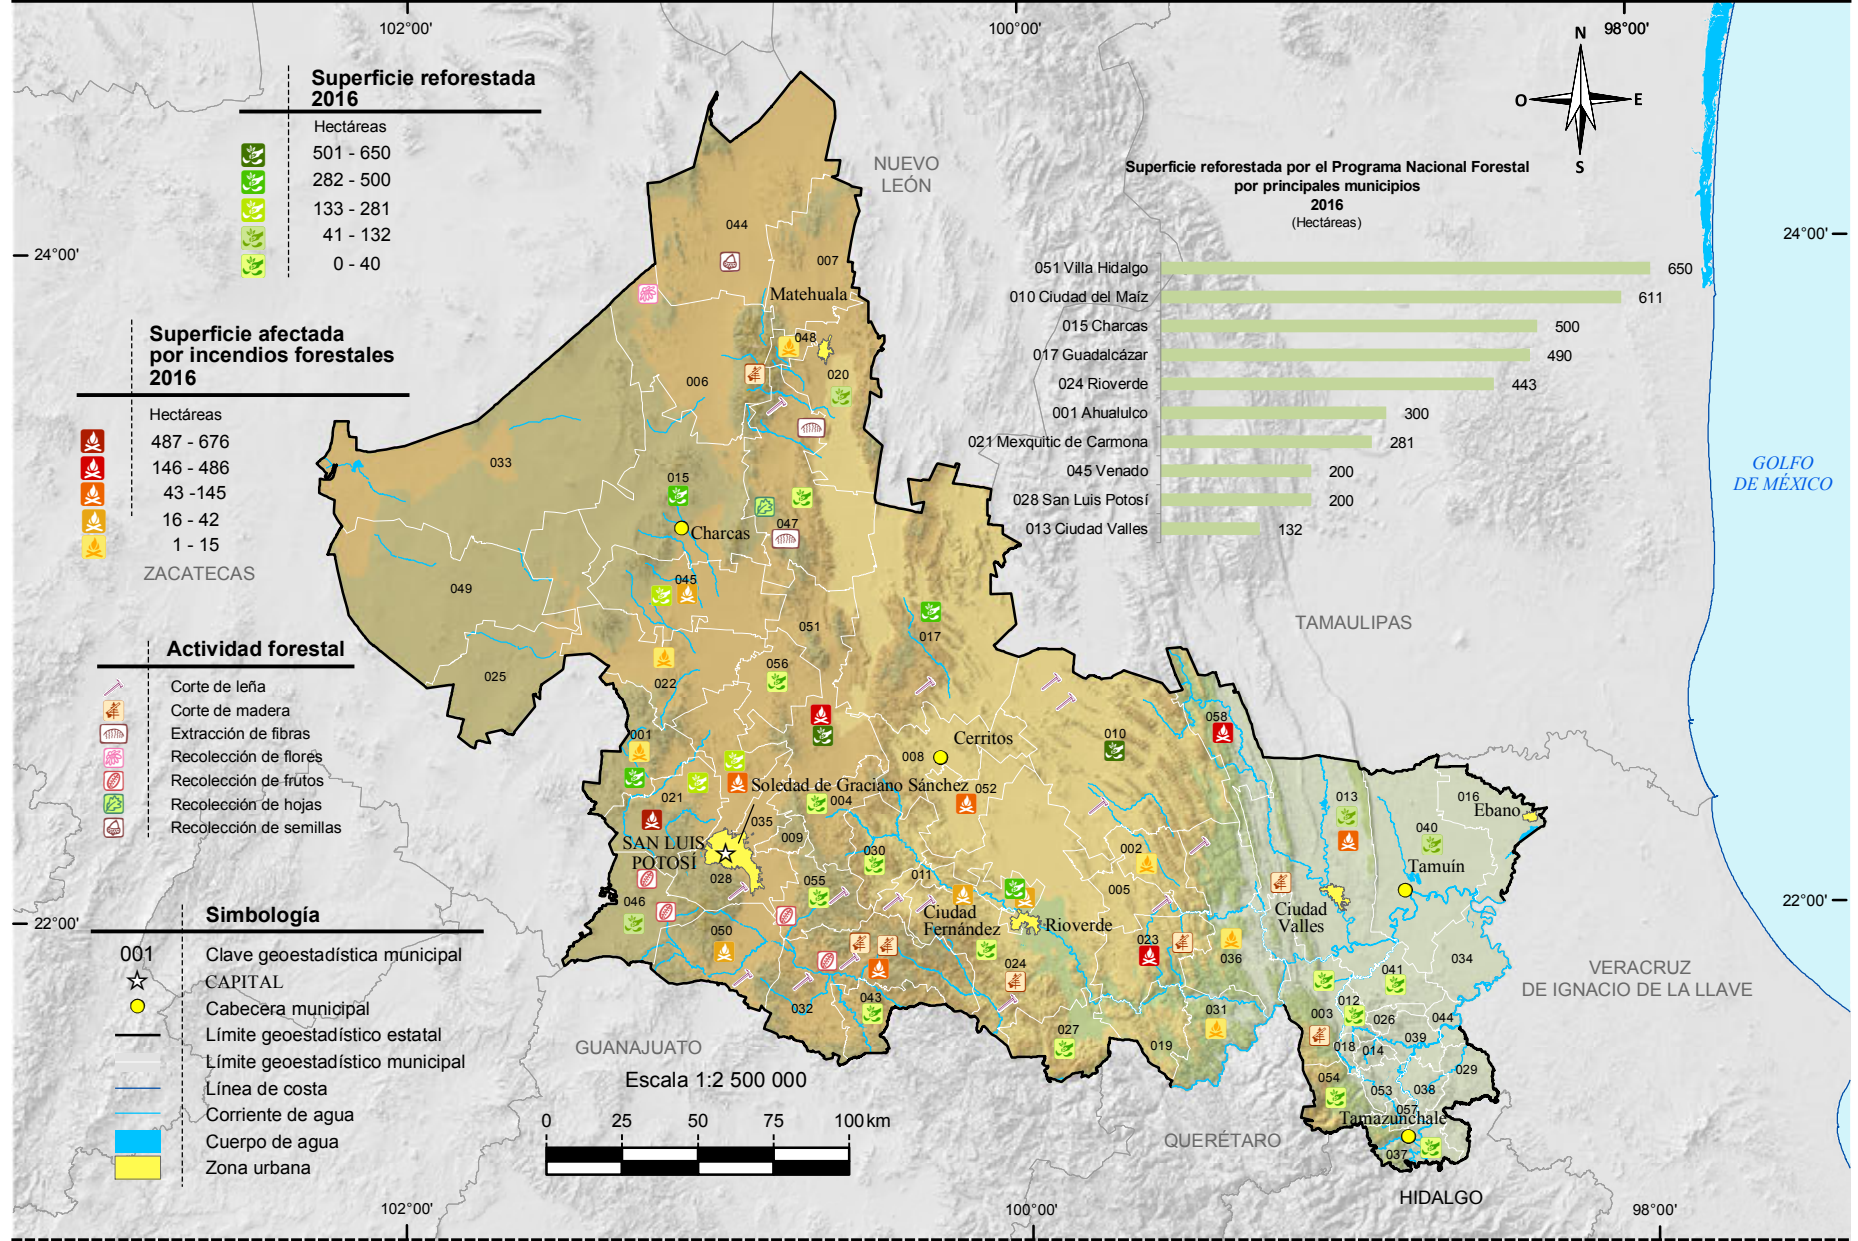 102°00'
100°00'
98°00'
N
O
E
S
Superficie reforestada
2016
Hectáreas
501 - 650
282 - 500
133 - 281
41 - 132
0 - 40
Superficie afectada
por incendios forestales
2016
Hectáreas
487 - 676
146 - 486
43 -145
16 - 42
1 - 15
Actividad forestal
Corte de leña
Corte de madera
Extracción de fibras
Recolección de flores
Recolección de frutos
Recolección de hojas
Recolección de semillas
Simbología
001 Clave geoestadística municipal
CAPITAL
Cabecera municipal
Límite geoestadístico estatal
Límite geoestadístico municipal
Línea de costa
Corriente de agua
Cuerpo de agua
Zona urbana
Superficie reforestada por el Programa Nacional Forestal
por principales municipios
2016
(Hectáreas)
051 Villa Hidalgo 650
010 Ciudad del Maíz 611
015 Charcas 500
017 Guadalcázar 490
024 Rioverde 443
001 Ahualulco 300
021 Mexquitic de Carmona 281
045 Venado 200
028 San Luis Potosí 200
013 Ciudad Valles 132
24°00'
24°00'
22°00'
22°00'
NUEVO
LEÓN
ZACATECAS
TAMAULIPAS
GOLFO
DE MÉXICO
VERACRUZ
DE IGNACIO DE LA LLAVE
GUANAJUATO
QUERÉTARO
HIDALGO
044
007
Matehuala
048
020
006
033
015
Charcas
047
045
049
051
017
025
056
022
058
001
010
Cerritos
008
Soledad de Graciano Sánchez
052
021
004
013
016
Ebano
035
009
040
SAN LUIS
POTOSÍ
030
002
Tamuín
028
011
005
055
046
Ciudad
Fernández
Rioverde
Ciudad
Valles
050
023
036
034
024
041
032
043
012
003
026
044
031
027
039
019
018
014
029
054
053
038
057
Tamazunchale
037
Escala 1:2 500 000
0
25
50
75
100 km
102°00'
100°00'
98°00'